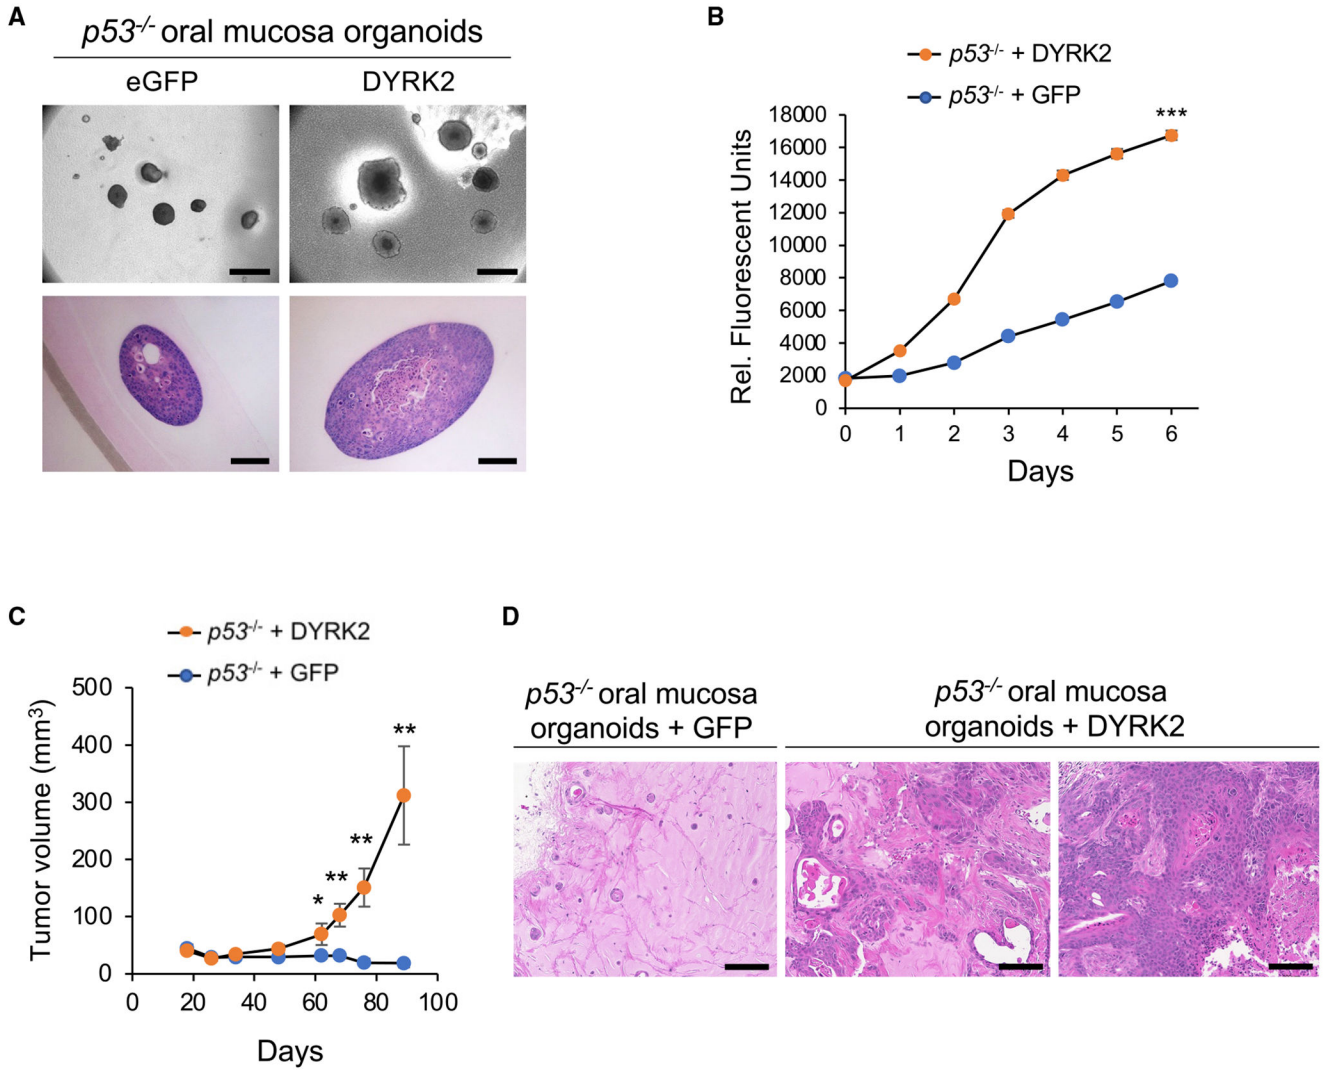 A
p53-/- oral mucosa organoids
eGFP
DYRK2
B
p53-/- + DYRK2
p53-/- + GFP
18000
16000
14000
12000
10000
8000
6000
4000
2000
0
***
Rel. Fluorescent Units
0 1 2 3 4 5 6
Days
C
p53-/- + DYRK2
p53-/- + GFP
500
400
300
200
100
0
Tumor volume (mm3)
*
**
**
**
0 20 40 60 80 100
Days
D
p53-/- oral mucosa
organoids + GFP
p53-/- oral mucosa
organoids + DYRK2